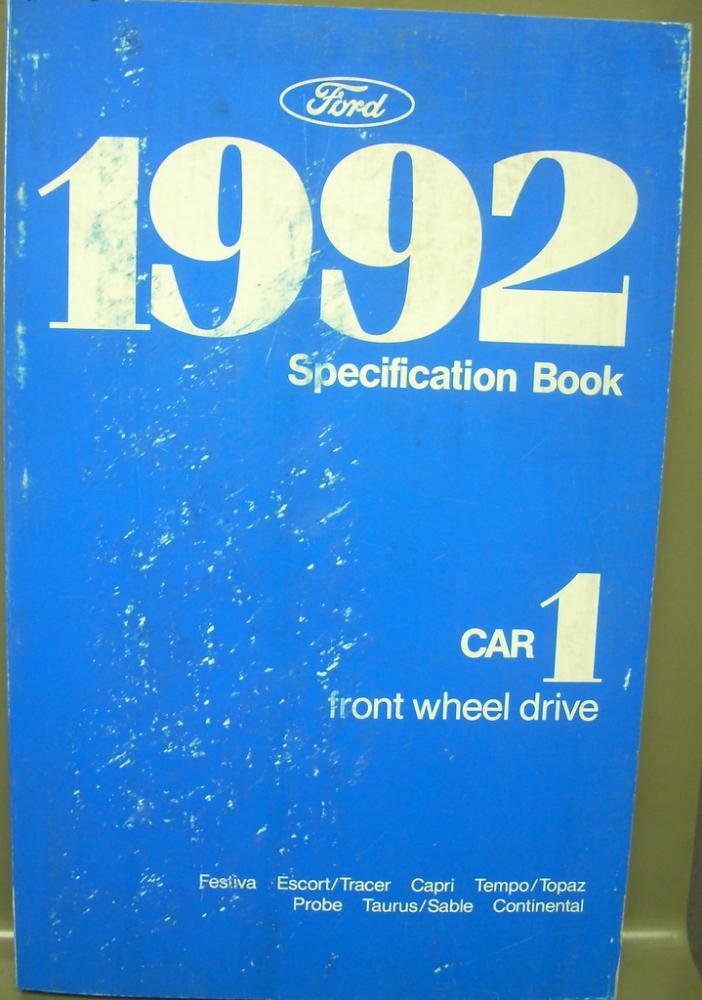 Ford
1992
Specification Book
CAR 1
front wheel drive
Festiva Escort/Tracer Capri Tempo/Topaz
Probe Taurus/Sable Continental